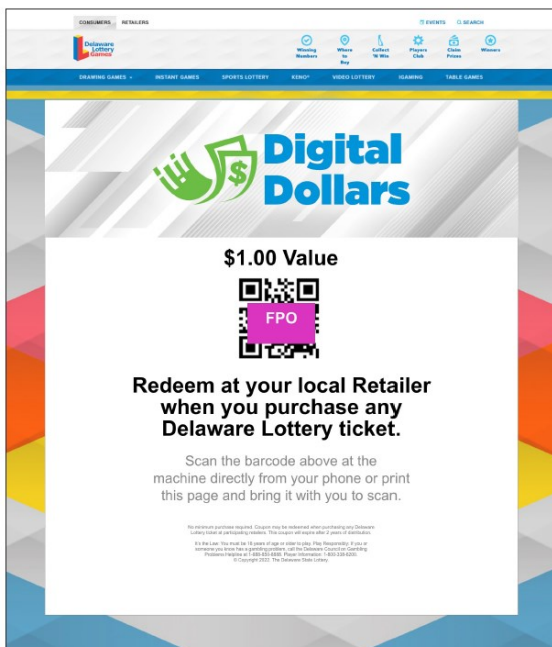 CONSUMERS RETAILERS
EVENTS SEARCH
Delaware
Lottery
Games
Winning
Numbers
Where
to
Buy
Collect
'N Win
Players
Club
Claim
Prizes
Winners
DRAWING GAMES INSTANT GAMES SPORTS LOTTERY KENO® VIDEO LOTTERY IGAMING TABLE GAMES
Digital
Dollars
$1.00 Value
FPO
Redeem at your local Retailer
when you purchase any
Delaware Lottery ticket.
Scan the barcode above at the
machine directly from your phone or print
this page and bring it with you to scan.
No minimum purchase required. Coupon may be redeemed when purchasing any Delaware
Lottery ticket at participating retailers. This coupon will expire after 2 years of distribution.
It's the Law: You must be 18 years of age or older to play. Play Responsibly: If you or
someone you know has a gambling problem, call the Delaware Council on Gambling
Problems Helpline at 1-888-850-8888. Player Information: 1-800-338-6200.
© Copyright 2022. The Delaware State Lottery.